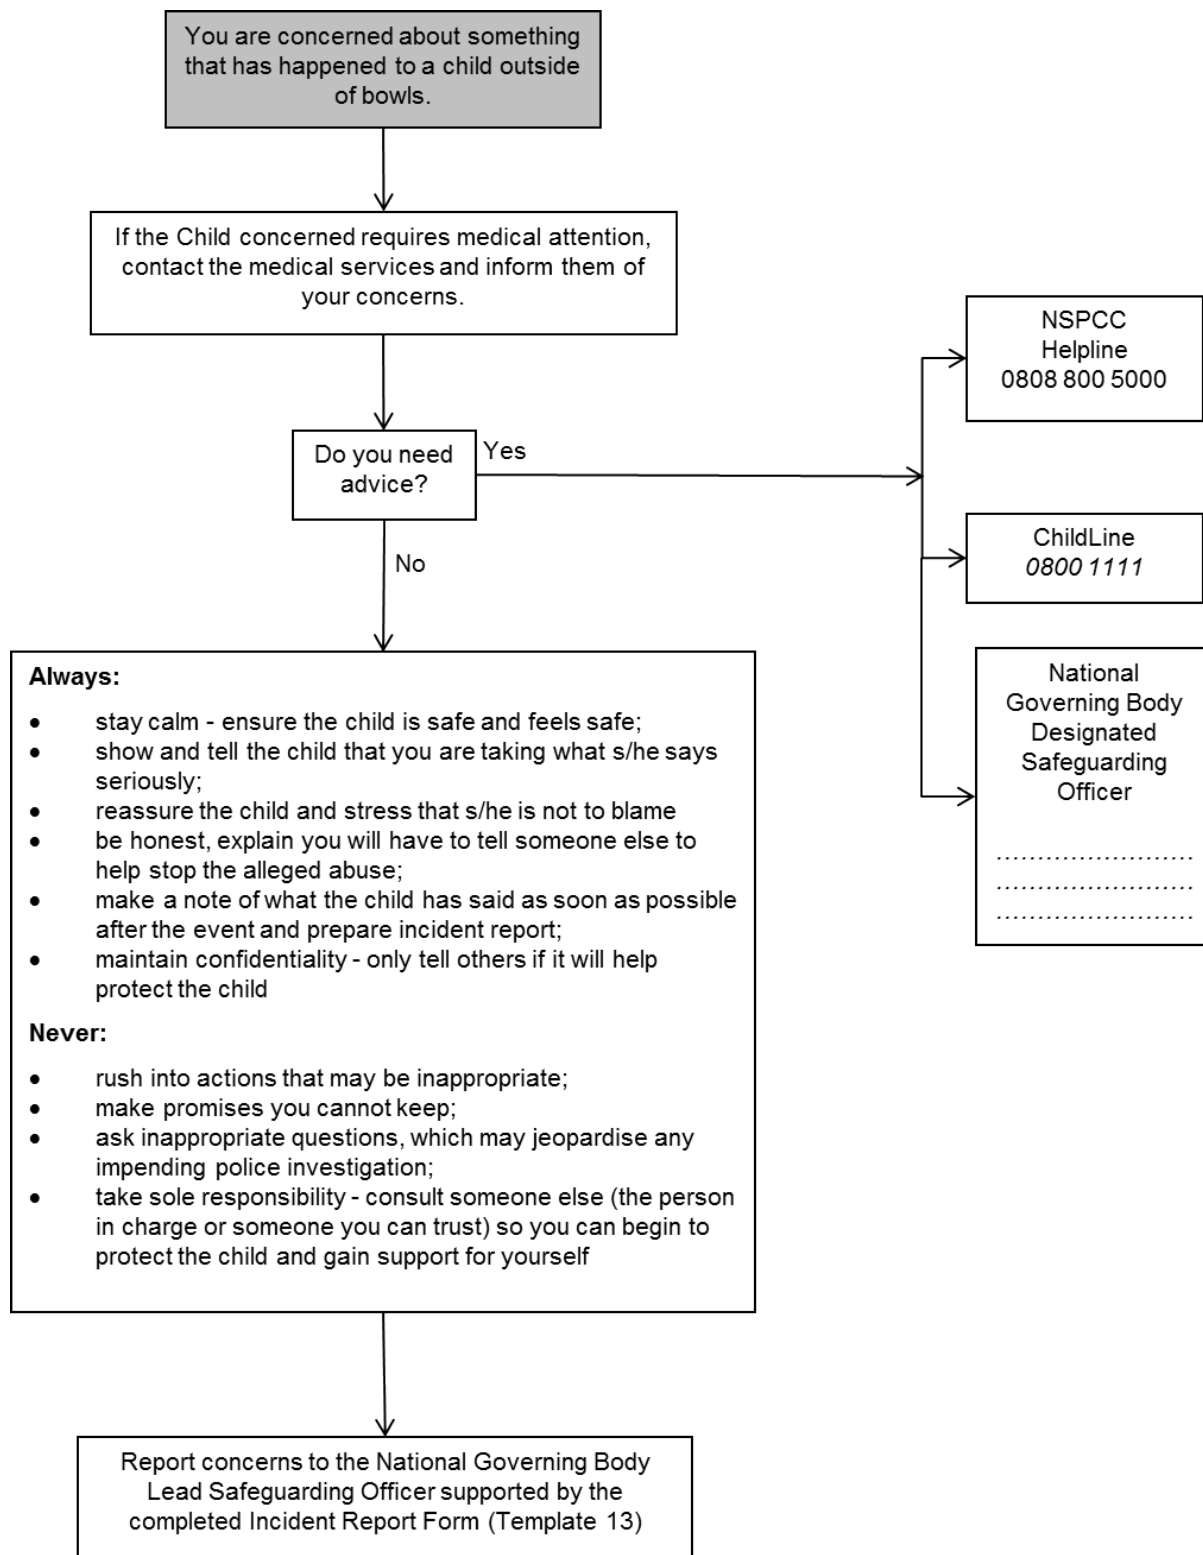 You are concerned about something
that has happened to a child outside
of bowls.
If the Child concerned requires medical attention,
contact the medical services and inform them of
your concerns.
NSPCC
Helpline
0808 800 5000
Do you need
advice?
Yes
No
ChildLine
0800 1111
National
Governing Body
Designated
Safeguarding
Officer
........................
........................
........................
Always:
• stay calm - ensure the child is safe and feels safe;
• show and tell the child that you are taking what s/he says
seriously;
• reassure the child and stress that s/he is not to blame
• be honest, explain you will have to tell someone else to
help stop the alleged abuse;
• make a note of what the child has said as soon as possible
after the event and prepare incident report;
• maintain confidentiality - only tell others if it will help
protect the child
Never:
• rush into actions that may be inappropriate;
• make promises you cannot keep;
• ask inappropriate questions, which may jeopardise any
impending police investigation;
• take sole responsibility - consult someone else (the person
in charge or someone you can trust) so you can begin to
protect the child and gain support for yourself
Report concerns to the National Governing Body
Lead Safeguarding Officer supported by the
completed Incident Report Form (Template 13)